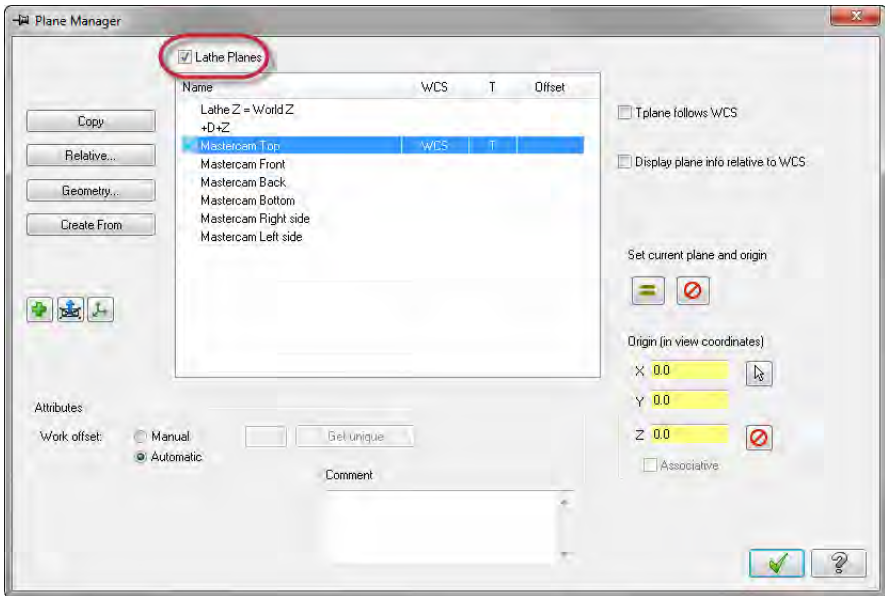 Plane Manager
Lathe Planes
Name WCS T Offset
Lathe Z = World Z
+D+Z
Mastercam Top WCS T
Mastercam Front
Mastercam Back
Mastercam Bottom
Mastercam Right side
Mastercam Left side
Copy
Relative...
Geometry...
Create From
Tplane follows WCS
Display plane info relative to WCS
Set current plane and origin
Origin (in view coordinates)
X 0.0
Y 0.0
Z 0.0
Associative
Attributes
Work offset: Manual
Get unique
Automatic
Comment